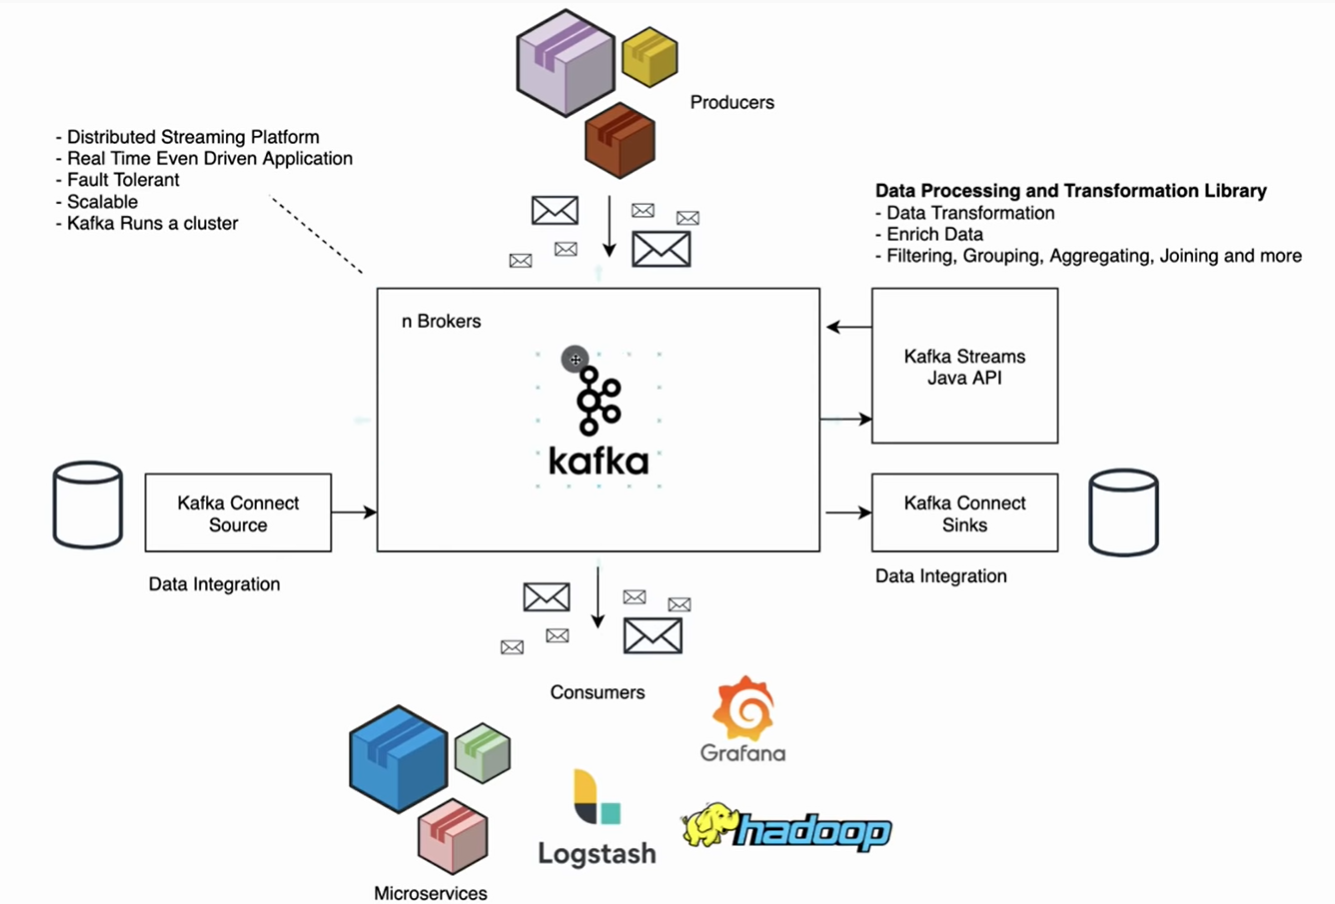 Producers
- Distributed Streaming Platform
- Real Time Even Driven Application
- Fault Tolerant
- Scalable
- Kafka Runs a cluster
Data Processing and Transformation Library
- Data Transformation
- Enrich Data
- Filtering, Grouping, Aggregating, Joining and more
n Brokers
kafka
Kafka Streams
Java API
Kafka Connect
Source
Data Integration
Kafka Connect
Sinks
Data Integration
Consumers
Grafana
Logstash
hadoop
Microservices